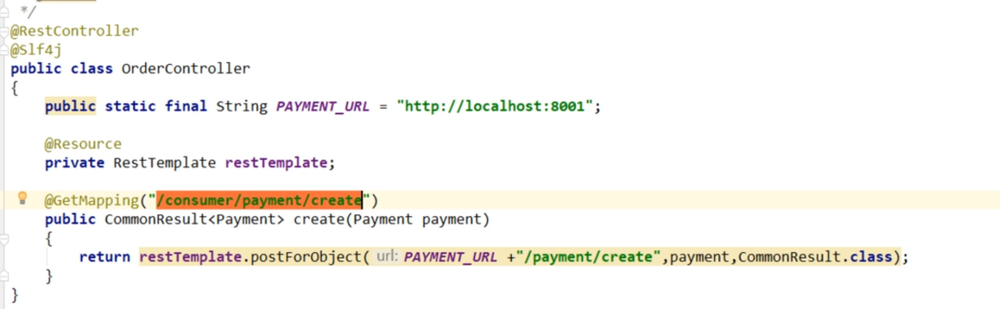 */
@RestController
@Slf4j
public class OrderController
{
public static final String PAYMENT_URL = "http://localhost:8001";
@Resource
private RestTemplate restTemplate;
@GetMapping("/consumer/payment/create")
public CommonResult<Payment> create(Payment payment)
{
return restTemplate.postForObject( url: PAYMENT_URL +"/payment/create",payment,CommonResult.class);
}
}